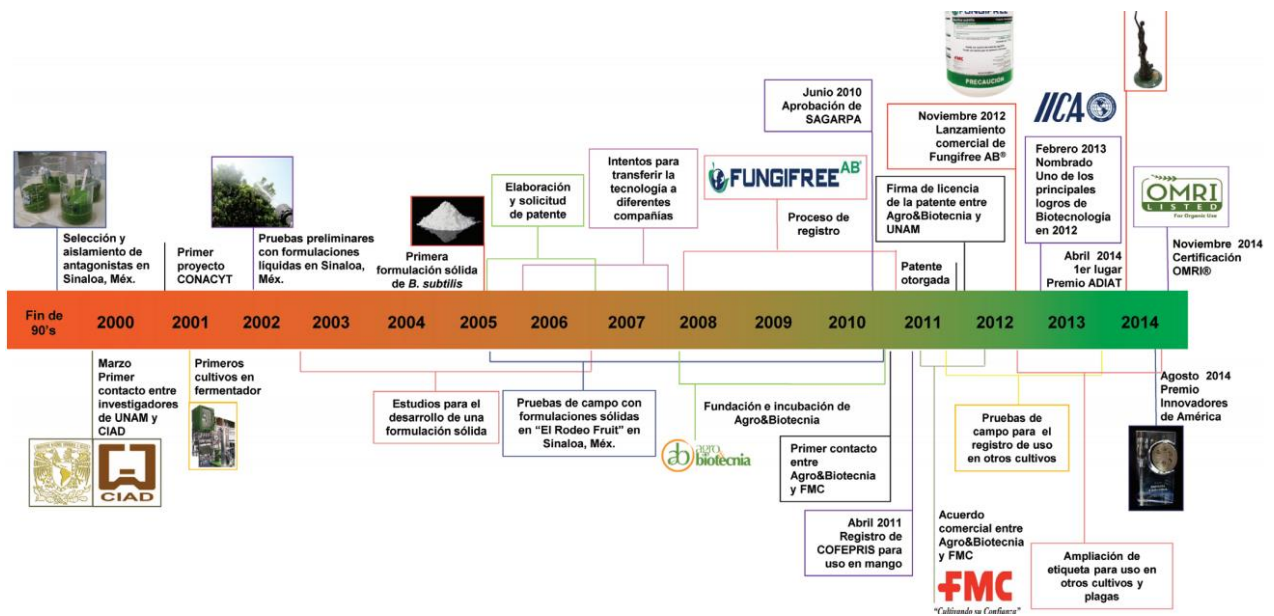 FUNGIFREE
FMC
PRECAUCIÓN
Junio 2010
Aprobación de
SAGARPA
Noviembre 2012
Lanzamiento
comercial de
Fungifree AB®
IICA
Febrero 2013
Nombrado
Uno de los
principales
logros de
Biotecnología
en 2012
Elaboración
y solicitud
de patente
Intentos para
transferir la
tecnología a
diferentes
compañías
FUNGIFREE AB®
Proceso de
registro
Firma de licencia
de la patente entre
Agro&Biotecnia y
UNAM
OMRI
LISTED
For Organic Use
Selección y
aislamiento de
antagonistas en
Sinaloa, Méx.
Primer
proyecto
CONACYT
Pruebas preliminares
con formulaciones
líquidas en Sinaloa,
Méx.
Primera
formulación sólida
de B. subtilis
Patente
otorgada
Abril 2014
1er lugar
Premio ADIAT
Noviembre 2014
Certificación
OMRI®
Fin de
90's
2000
2001
2002
2003
2004
2005
2006
2007
2008
2009
2010
2011
2012
2013
2014
Marzo
Primer
contacto entre
investigadores
de UNAM y
CIAD
CIAD
Primeros
cultivos en
fermentador
Estudios para el
desarrollo de una
formulación sólida
Pruebas de campo con
formulaciones sólidas
en “El Rodeo Fruit” en
Sinaloa, Méx.
Fundación e incubación de
Agro&Biotecnia
ab agro
biotecnia
Primer contacto
entre
Agro&Biotecnia
y FMC
Abril 2011
Registro de
COFEPRIS para
uso en mango
Acuerdo
comercial entre
Agro&Biotecnia
y FMC
FMC
"Cultivando su Confianza"
Pruebas de
campo para el
registro de uso
en otros cultivos
Ampliación de
etiqueta para uso en
otros cultivos y
plagas
Agosto 2014
Premio
Innovadores
de América